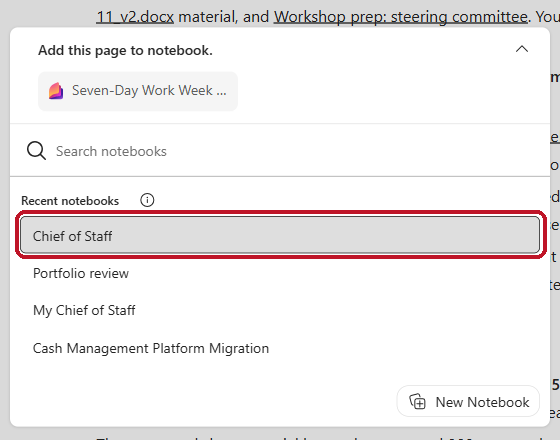 11_v2.docx material, and Workshop prep: steering committee. You
Add this page to notebook.
Seven-Day Work Week ...
Search notebooks
Recent notebooks
Chief of Staff
Portfolio review
My Chief of Staff
Cash Management Platform Migration
New Notebook